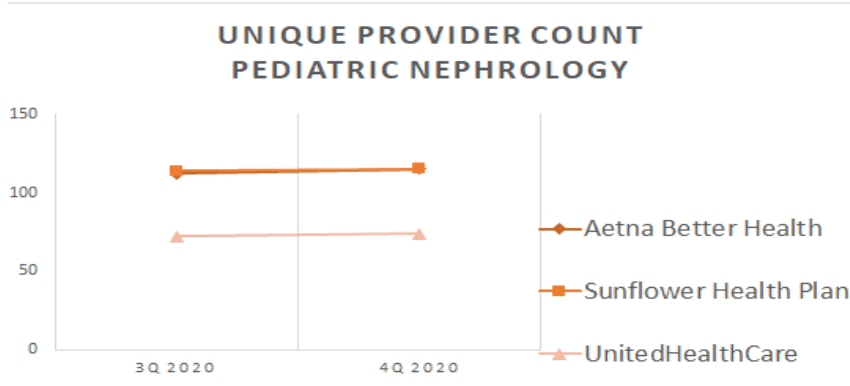 UNIQUE PROVIDER COUNT
PEDIATRIC NEPHROLOGY
150
100
50
0
3Q 2020
4Q 2020
Aetna Better Health
Sunflower Health Plan
UnitedHealthCare